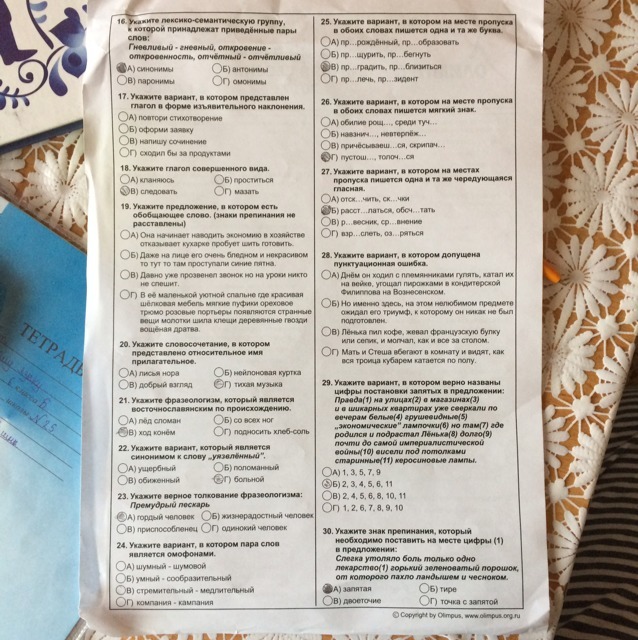 16. Укажите лексико-семантическую группу,
к которой принадлежат приведённые пары
слов:
Гневливый - гневный, откровение -
откровенность, отчётный - отчётливый
А) синонимы Б) антонимы
В) паронимы Г) омонимы
17. Укажите вариант, в котором представлен
глагол в форме изъявительного наклонения.
А) повтори стихотворение
Б) оформи заявку
В) напишу сочинение
Г) сходил бы за продуктами
18. Укажите глагол совершенного вида.
А) кланяюсь Б) проститься
В) следовать Г) мазать
19. Укажите предложение, в котором есть
обобщающее слово. (знаки препинания не
расставлены)
А) Она начинает наводить экономию в хозяйстве
отказывает кухарке пробует шить готовить.
Б) Даже на лице его очень бледном и некрасивом
то тут то там проступали синие пятна.
В) Давно уже прозвенел звонок но на уроки никто
не спешит.
Г) В её маленькой уютной спальне где красивая
шёлковая мебель мягкие пуфики ореховое
трюмо розовые портьеры появляются странные
вещи молотки шила клещи деревянные гвозди
вощёная дратва.
20. Укажите словосочетание, в котором
представлено относительное имя
прилагательное.
А) лисья нора Б) нейлоновая куртка
В) добрый взгляд Г) тихая музыка
21. Укажите фразеологизм, который является
восточнославянским по происхождению.
А) лёд сломан Б) со всех ног
В) ход конём Г) подносить хлеб-соль
22. Укажите вариант, который является
синонимом к слову „уязвлённый".
А) ущербный Б) поломанный
В) обиженный Г) больной
23. Укажите верное толкование фразеологизма:
Премудрый пескарь
А) гордый человек Б) жизнерадостный человек
В) приспособленец Г) одинокий человек
24. Укажите вариант, в котором пара слов
является омофонами.
А) шумный - шумовой
Б) умный - сообразительный
В) стремительный - медлительный
Г) компания - кампания
25. Укажите вариант, в котором на месте пропуска
в обоих словах пишется одна и та же буква.
А) пр...рождённый, пр...образовать
Б) пр...щурить, пр...бегнуть
В) пр...градить, пр...близиться
Г) пр...лечь, пр...зидент
26. Укажите вариант, в котором на месте пропуска
в обоих словах пишется мягкий знак.
А) обилие рощ..., среди туч...
Б) навзнич..., невтерпёж...
В) причёсываеш...ся, скрипач...
Г) пустош..., толоч...ся
27. Укажите вариант, в котором на местах
пропуска пишется одна и та же чередующаяся
гласная.
А) отск...чить, ск...чки
Б) расст...латься, обсч...тать
В) р...весник, ср...внение
Г) взр...слеть, оз...ряться
28. Укажите вариант, в котором допущена
пунктуационная ошибка.
А) Днём он ходил с племянниками гулять, катал их
на вейке, угощал пирожками в кондитерской
Филиппова на Вознесенском.
Б) Но именно здесь, на этом нелюбимом предмете
ожидал его триумф, к которому он никак не был
подготовлен.
В) Лёнька пил кофе, жевал французскую булку
или сепик, и молчал, как и все за столом.
Г) Мать и Стеша вбегают в комнату и видят, как
вся троица кубарем катается по полу.
29. Укажите вариант, в котором верно названы
цифры постановки запятых в предложении:
Правда(1) на улицах(2) в магазинах(3)
и в шикарных квартирах уже сверкали по
вечерам белые(4) грушевидные(5)
„экономические" лампочки(6) но там(7) где
родился и подрастал Лёнька(8) долго(9)
почти до самой империалистической
войны(10) висели под потолками
старинные(11) керосиновые лампы.
А) 1, 3, 5, 7, 9
Б) 2, 3, 4, 5, 6, 11
В) 2, 4, 5, 6, 8, 10, 11
Г) 1, 2, 6, 7, 8, 9, 10
30. Укажите знак препинания, который
необходимо поставить на месте цифры (1)
в предложении:
Слегка утоляло боль только одно
лекарство(1) горький зеленоватый порошок,
от которого пахло ландышем и чесноком.
А) запятая Б) тире
В) двоеточие Г) точка с запятой
© Copyright by Olimpus, www.olimpus.org.ru
ТЕТРАДЬ